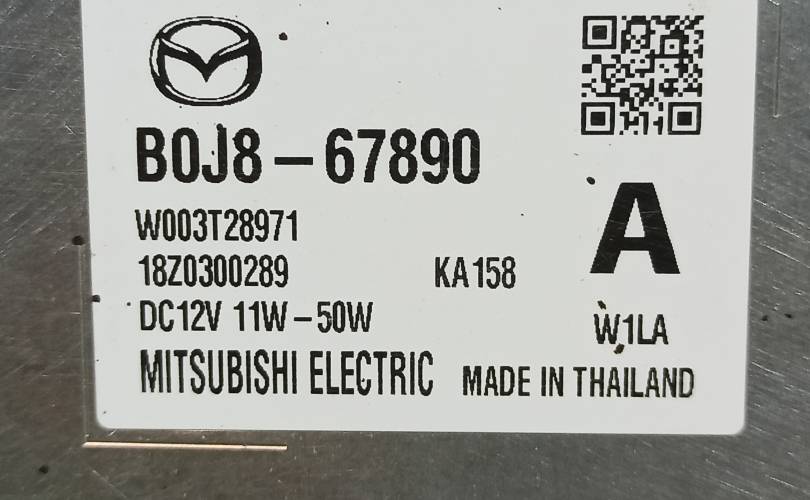 B0J8-67890
A
W003T28971
18Z0300289 KA158
DC12V 11W-50W
W1LA
MITSUBISHI ELECTRIC MADE IN THAILAND